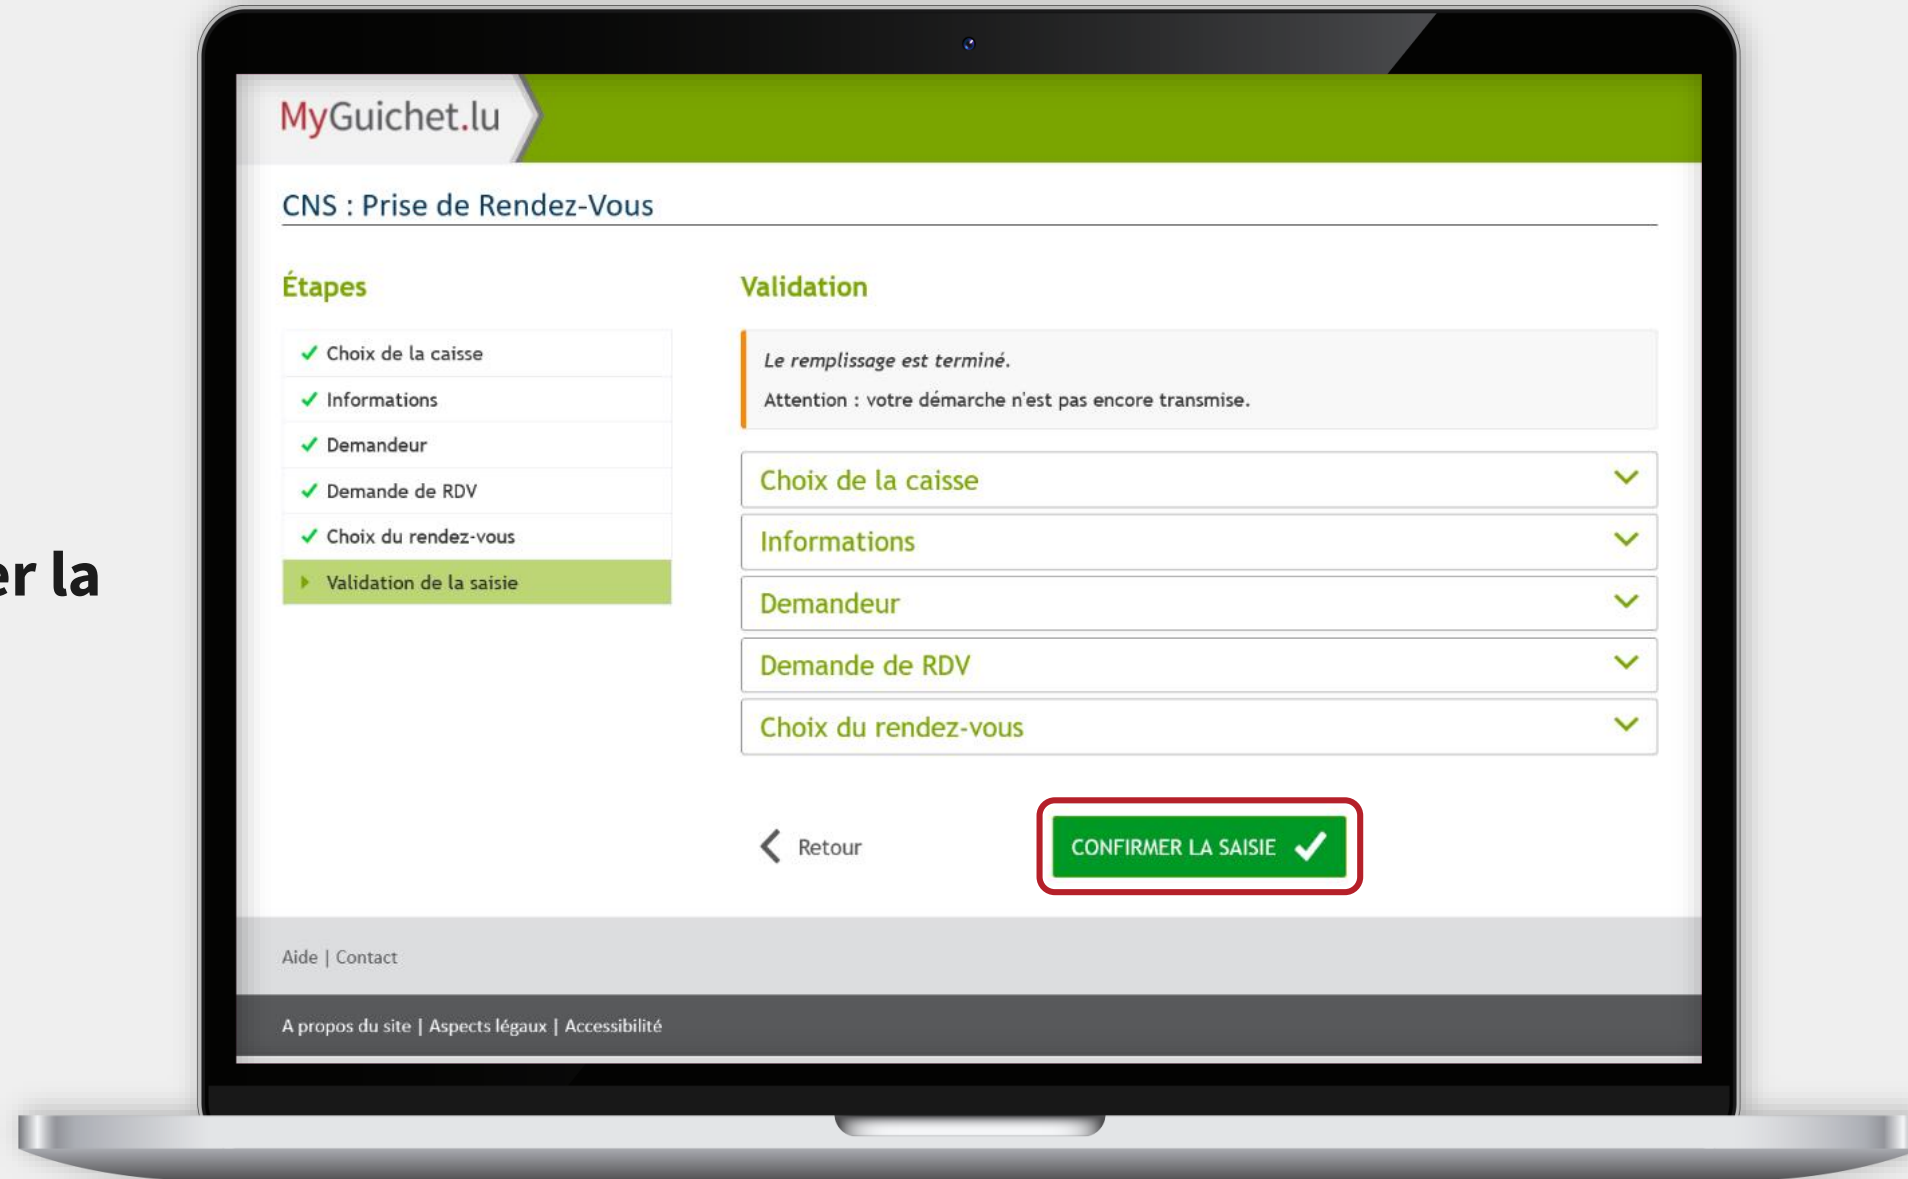 er la
MyGuichet.lu
CNS : Prise de Rendez-Vous
Étapes
Choix de la caisse
Informations
Demandeur
Demande de RDV
Choix du rendez-vous
Validation de la saisie
Validation
Le remplissage est terminé.
Attention : votre démarche n'est pas encore transmise.
Choix de la caisse
Informations
Demandeur
Demande de RDV
Choix du rendez-vous
Retour
CONFIRMER LA SAISIE
Aide | Contact
A propos du site | Aspects légaux | Accessibilité